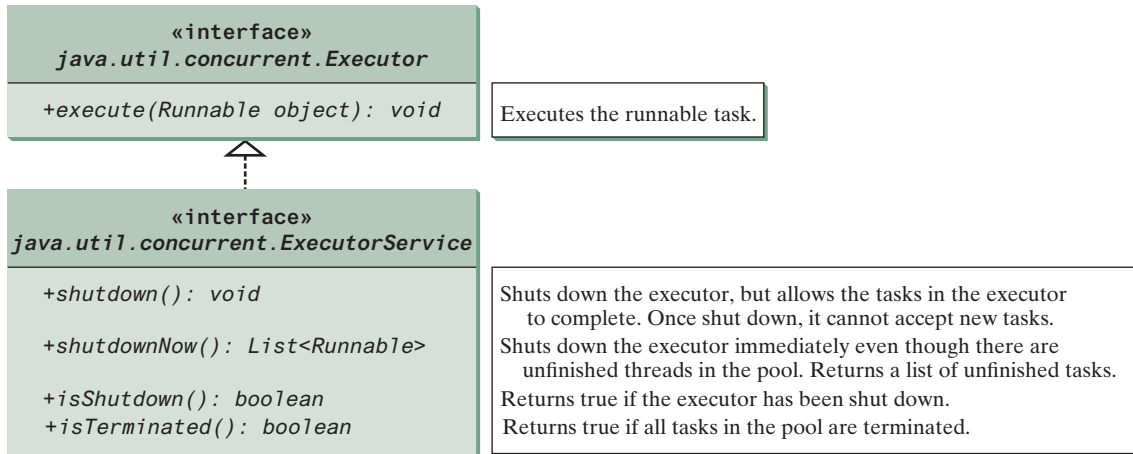 «interface»
java.util.concurrent.Executor
+execute(Runnable object): void
Executes the runnable task.
«interface»
java.util.concurrent.ExecutorService
+shutdown(): void
Shuts down the executor, but allows the tasks in the executor
to complete. Once shut down, it cannot accept new tasks.
+shutdownNow(): List<Runnable>
Shuts down the executor immediately even though there are
unfinished threads in the pool. Returns a list of unfinished tasks.
+isShutdown(): boolean
Returns true if the executor has been shut down.
+isTerminated(): boolean
Returns true if all tasks in the pool are terminated.